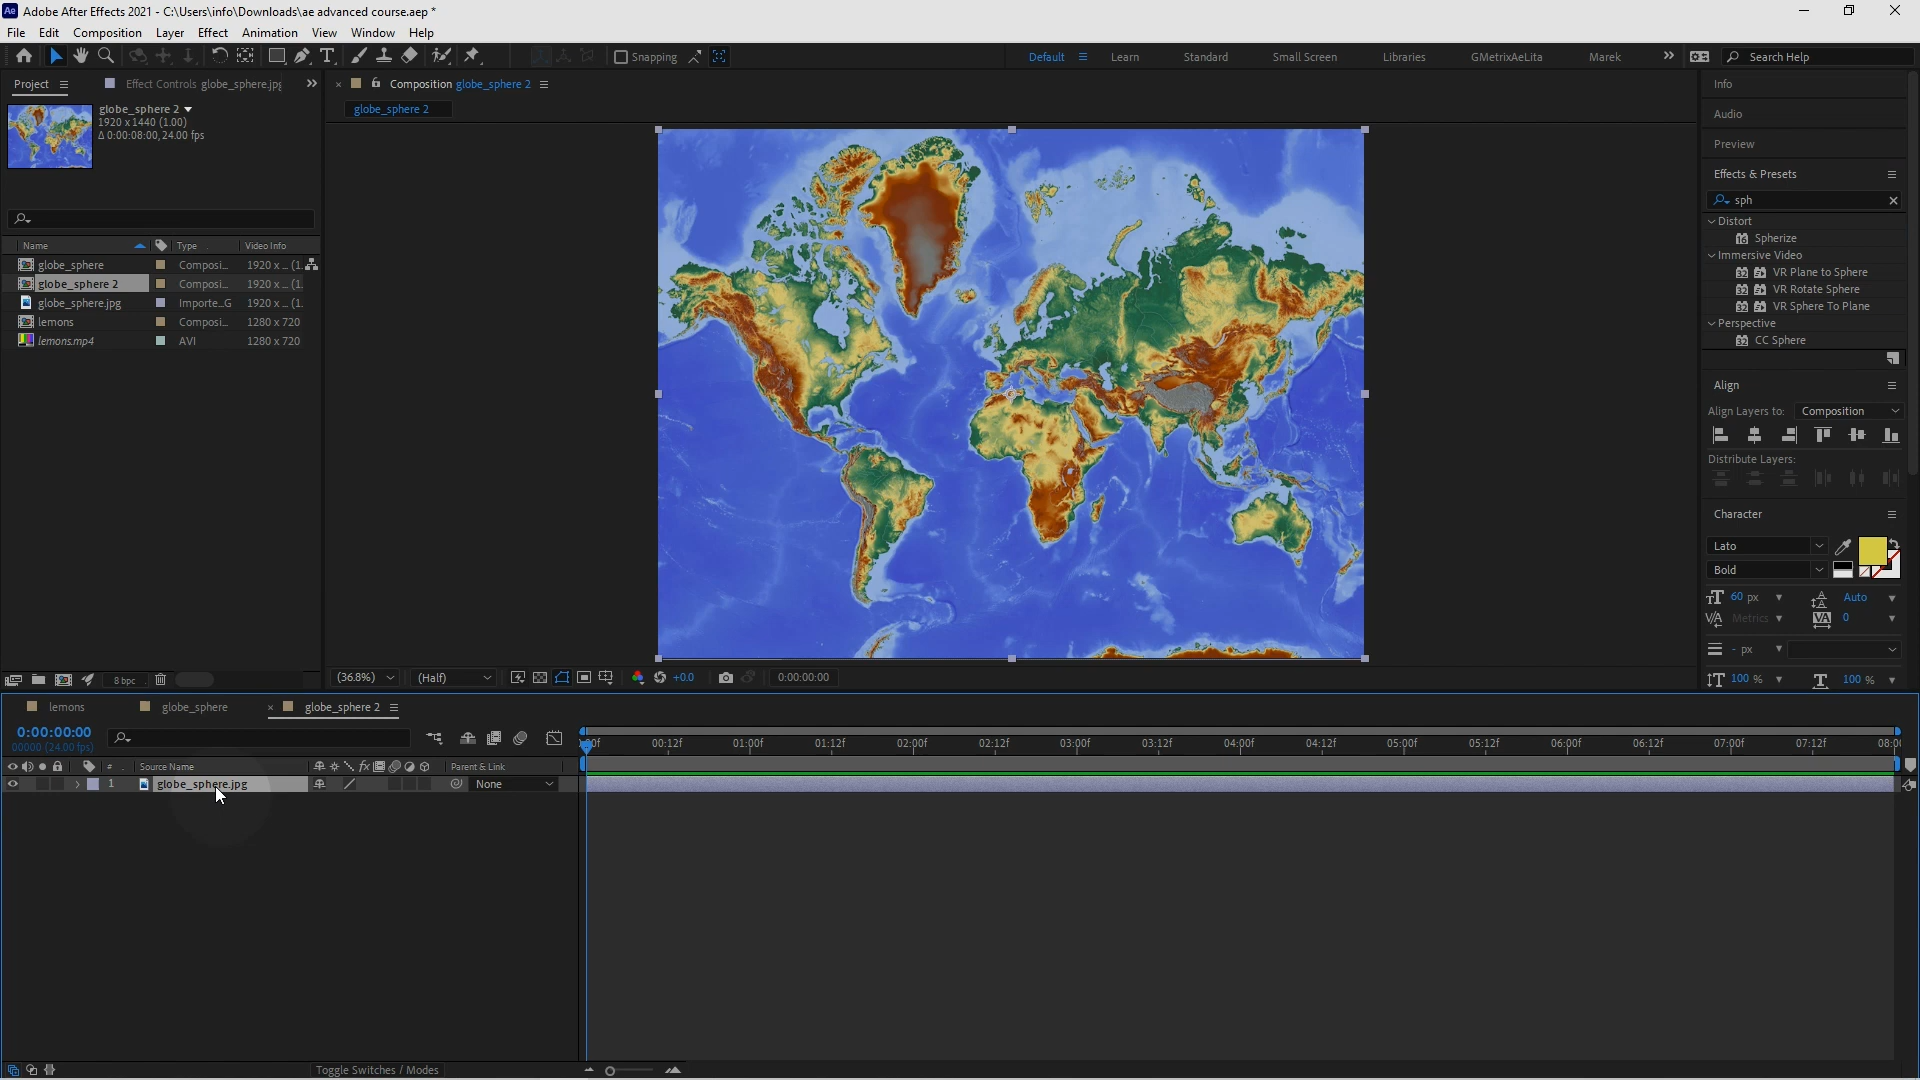 Adobe After Effects 2021 - C:\Users\info\Downloads\ae advanced course.aep *
File Edit Composition Layer Effect Animation View Window Help
Snapping Default Learn Standard Small Screen Libraries GMetrixAeLita Marek Search Help
Project Effect Controls globe_sphere.jpg
Composition globe_sphere 2
globe_sphere 2
globe_sphere 2
1920 x 1440 (1.00)
Δ 0:00:08:00, 24.00 fps
Name Type Video Info
globe_sphere Composi... 1920 x ... (1.
globe_sphere 2 Composi... 1920 x ... (1.
globe_sphere.jpg Importe...G 1920 x ... (1.
lemons Composi... 1280 x 720
lemons.mp4 AVI 1280 x 720
8 bpc
(36.8%) (Half) +0.0 0:00:00:00
Info
Audio
Preview
Effects & Presets
sph
Distort
Spherize
Immersive Video
VR Plane to Sphere
VR Rotate Sphere
VR Sphere To Plane
Perspective
CC Sphere
Align
Align Layers to: Composition
Distribute Layers:
Character
Lato
Bold
60 px Auto
Metrics 0
- px
100 % 100 %
lemons globe_sphere globe_sphere 2
0:00:00:00
00000 (24.00 fps)
:00f 00:12f 01:00f 01:12f 02:00f 02:12f 03:00f 03:12f 04:00f 04:12f 05:00f 05:12f 06:00f 06:12f 07:00f 07:12f 08:0
# Source Name Parent & Link
1 globe_sphere.jpg None
Toggle Switches / Modes